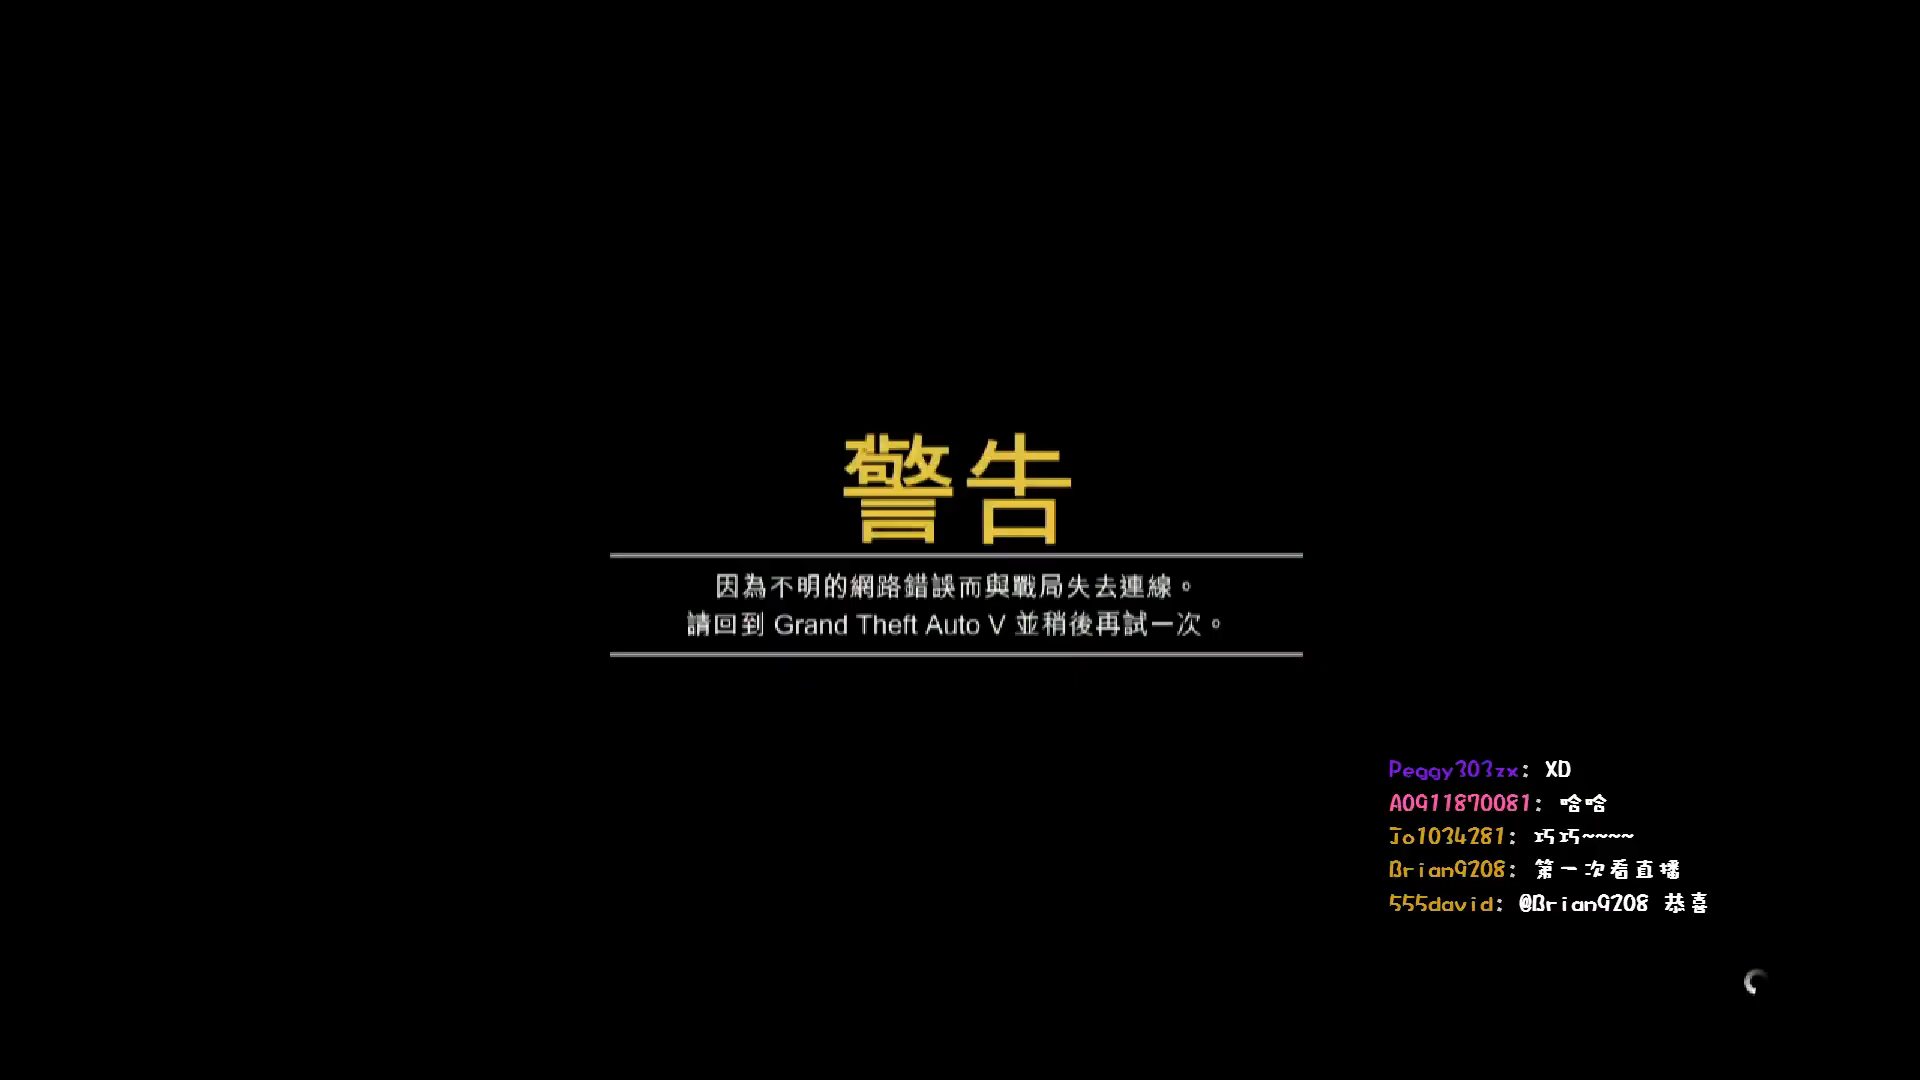 警告
因為不明的網路錯誤而與戰局失去連線。
請回到 Grand Theft Auto V 並稍後再試一次。
Peggy303zx: XD
A0911870081: 哈哈
Jo1034281: 巧巧~~~~
Brian9208: 第一次看直播
555david: @Brian9208 恭喜